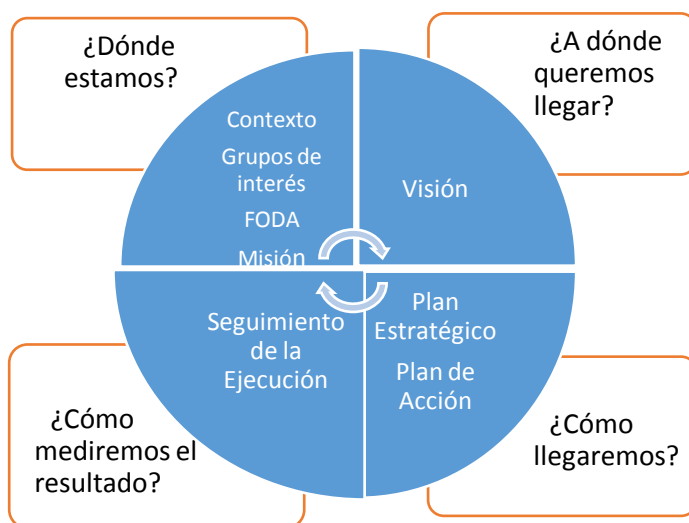 ¿Dónde
estamos?
Contexto
Grupos de
interés
FODA
Misión
¿A dónde
queremos
llegar?
Visión
Seguimiento
de la
Ejecución
¿Cómo
mediremos el
resultado?
Plan
Estratégico
Plan de
Acción
¿Cómo
llegaremos?